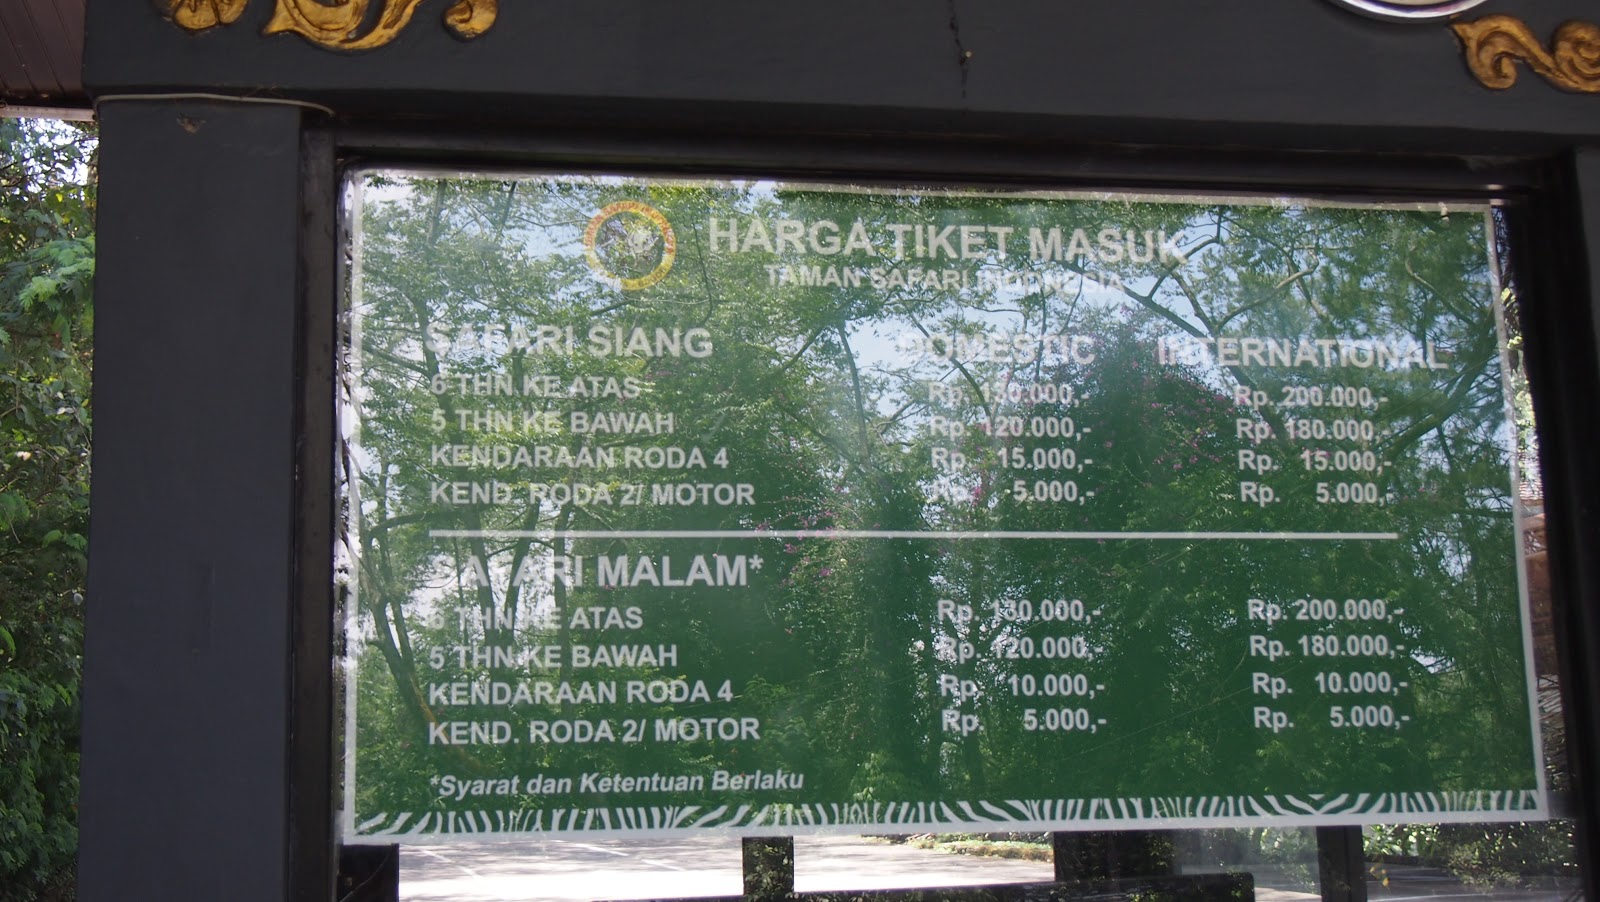 HARGA TIKET MASUK
TAMAN SAFARI INDONESIA
SAFARI SIANG DOMESTIC INTERNATIONAL
6 THN KE ATAS Rp. 130.000,- Rp. 200.000,-
5 THN KE BAWAH Rp. 120.000,- Rp. 180.000,-
KENDARAAN RODA 4 Rp. 15.000,- Rp. 15.000,-
KEND. RODA 2/ MOTOR Rp. 5.000,- Rp. 5.000,-
SAFARI MALAM*
6 THN KE ATAS Rp. 130.000,- Rp. 200.000,-
5 THN KE BAWAH Rp. 120.000,- Rp. 180.000,-
KENDARAAN RODA 4 Rp. 10.000,- Rp. 10.000,-
KEND. RODA 2/ MOTOR Rp. 5.000,- Rp. 5.000,-
*Syarat dan Ketentuan Berlaku